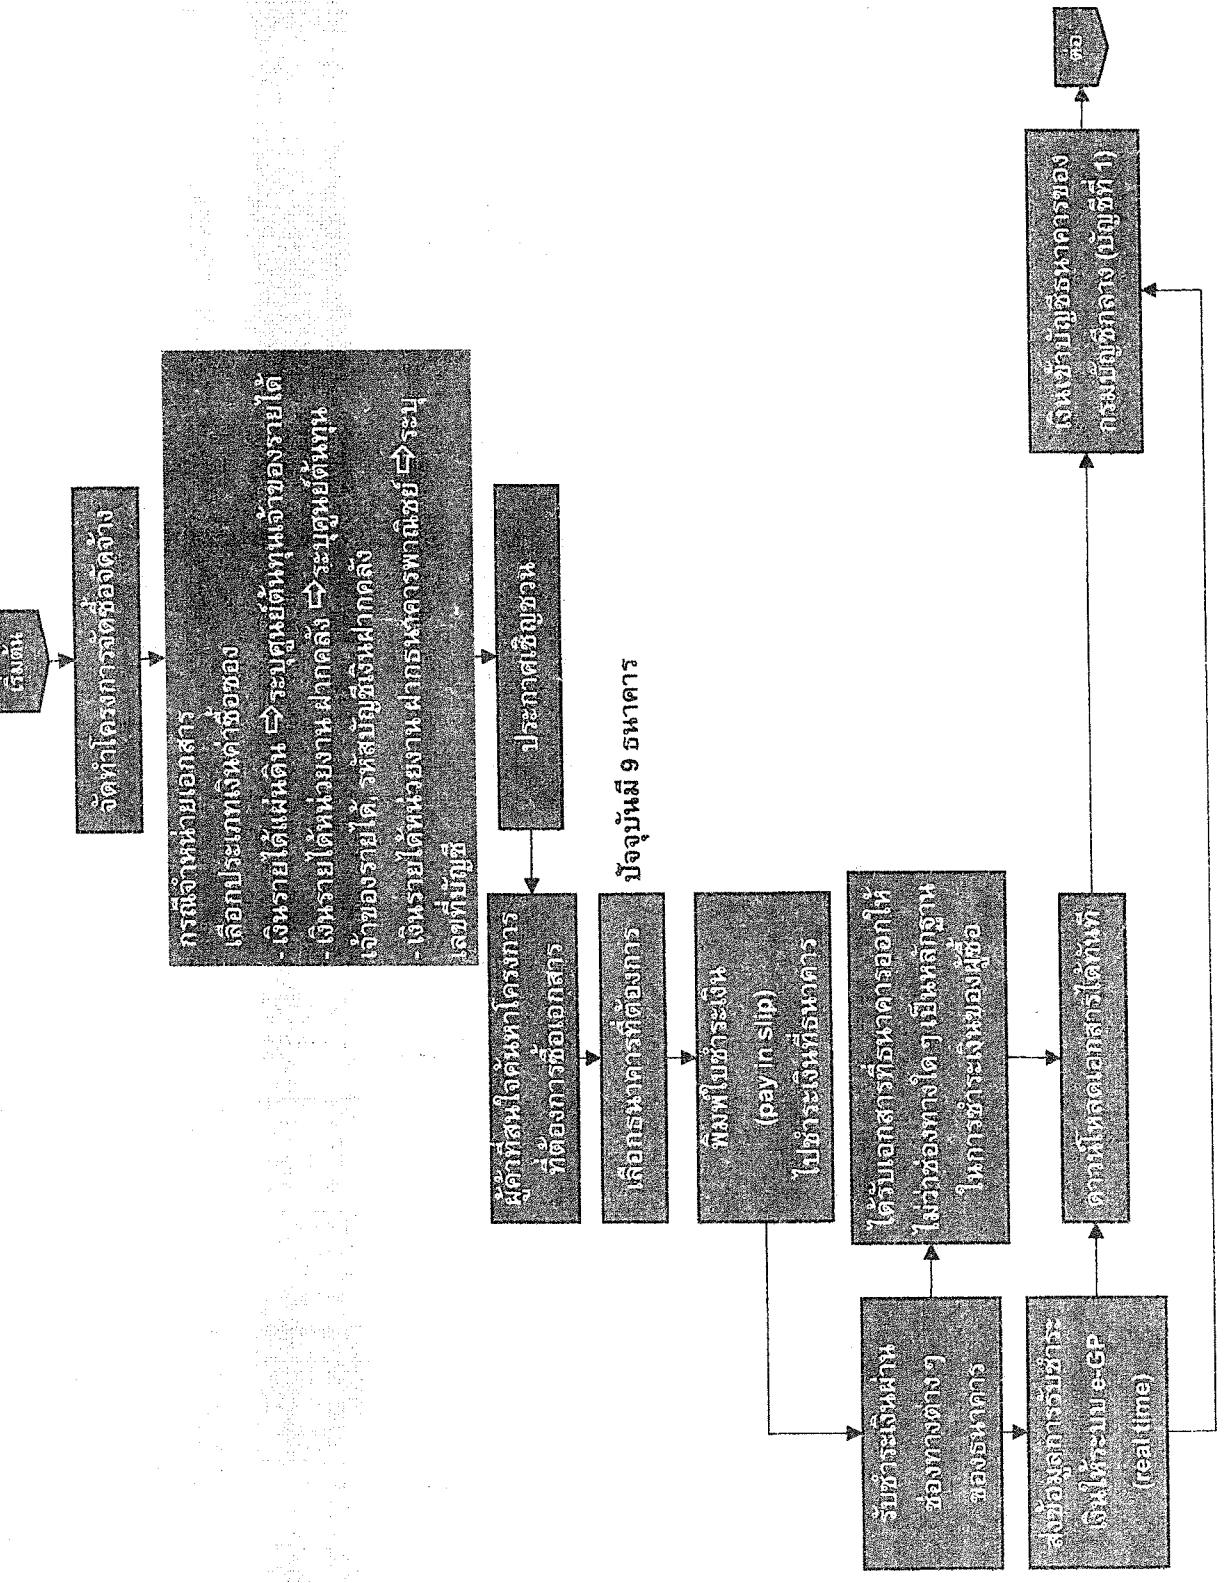 เริ่มต้น
จัดทำโครงการจัดซื้อจัดจ้าง
กรณีจำหน่ายเอกสาร
เลือกประเภทเงินค่าซื้อซอง
- เงินรายได้แผ่นดิน ⇨ ระบุศูนย์ต้นทุนเจ้าของรายได้
- เงินรายได้หน่วยงาน ฝากคลัง ⇨ ระบุศูนย์ต้นทุน
เจ้าของรายได้ รหัสบัญชีเงินฝากคลัง
- เงินรายได้หน่วยงาน ฝากธนาคารพาณิชย์ ⇨ ระบุ
เลขที่บัญชี
ประกาศเชิญชวน
ผู้ค้าที่สนใจค้นหาโครงการ
ที่ต้องการซื้อเอกสาร
เลือกธนาคารที่ต้องการ
ปัจจุบันมี 9 ธนาคาร
พิมพ์ใบชำระเงิน
(pay in slip)
ไปชำระเงินที่ธนาคาร
รับชำระเงินผ่าน
ช่องทางต่าง ๆ
ของธนาคาร
ได้รับเอกสารที่ธนาคารออกให้
ไม่ว่าช่องทางใด ๆ เป็นหลักฐาน
ในการชำระเงินของผู้ซื้อ
ส่งข้อมูลการรับชำระ
เงินให้ระบบ e-GP
(real time)
ดาวน์โหลดเอกสารได้ทันที
เงินเข้าบัญชีธนาคารของ
กรมบัญชีกลาง (บัญชีที่ 1)
ต่อ